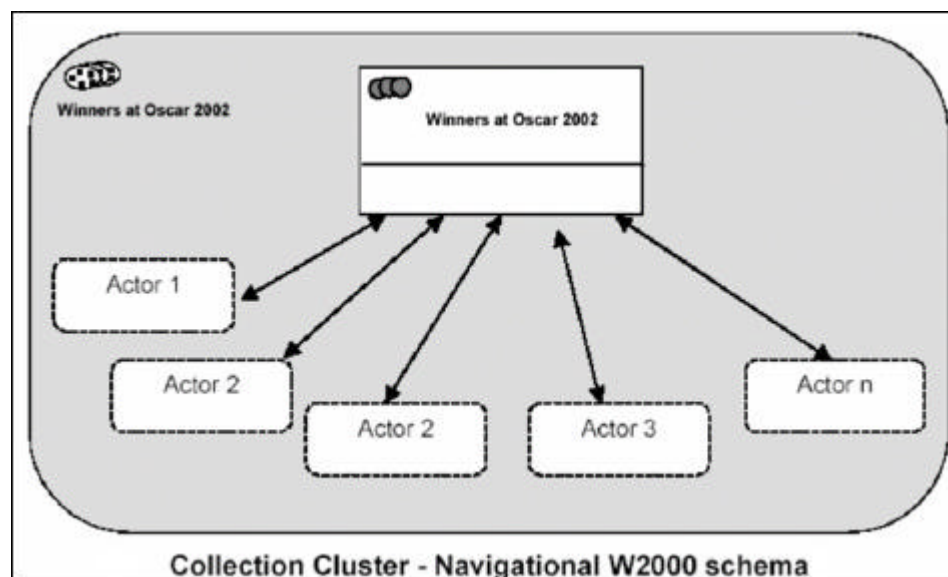 Winners at Oscar 2002
Winners at Oscar 2002
Actor 1
Actor 2
Actor 2
Actor 3
Actor n
Collection Cluster - Navigational W2000 schema